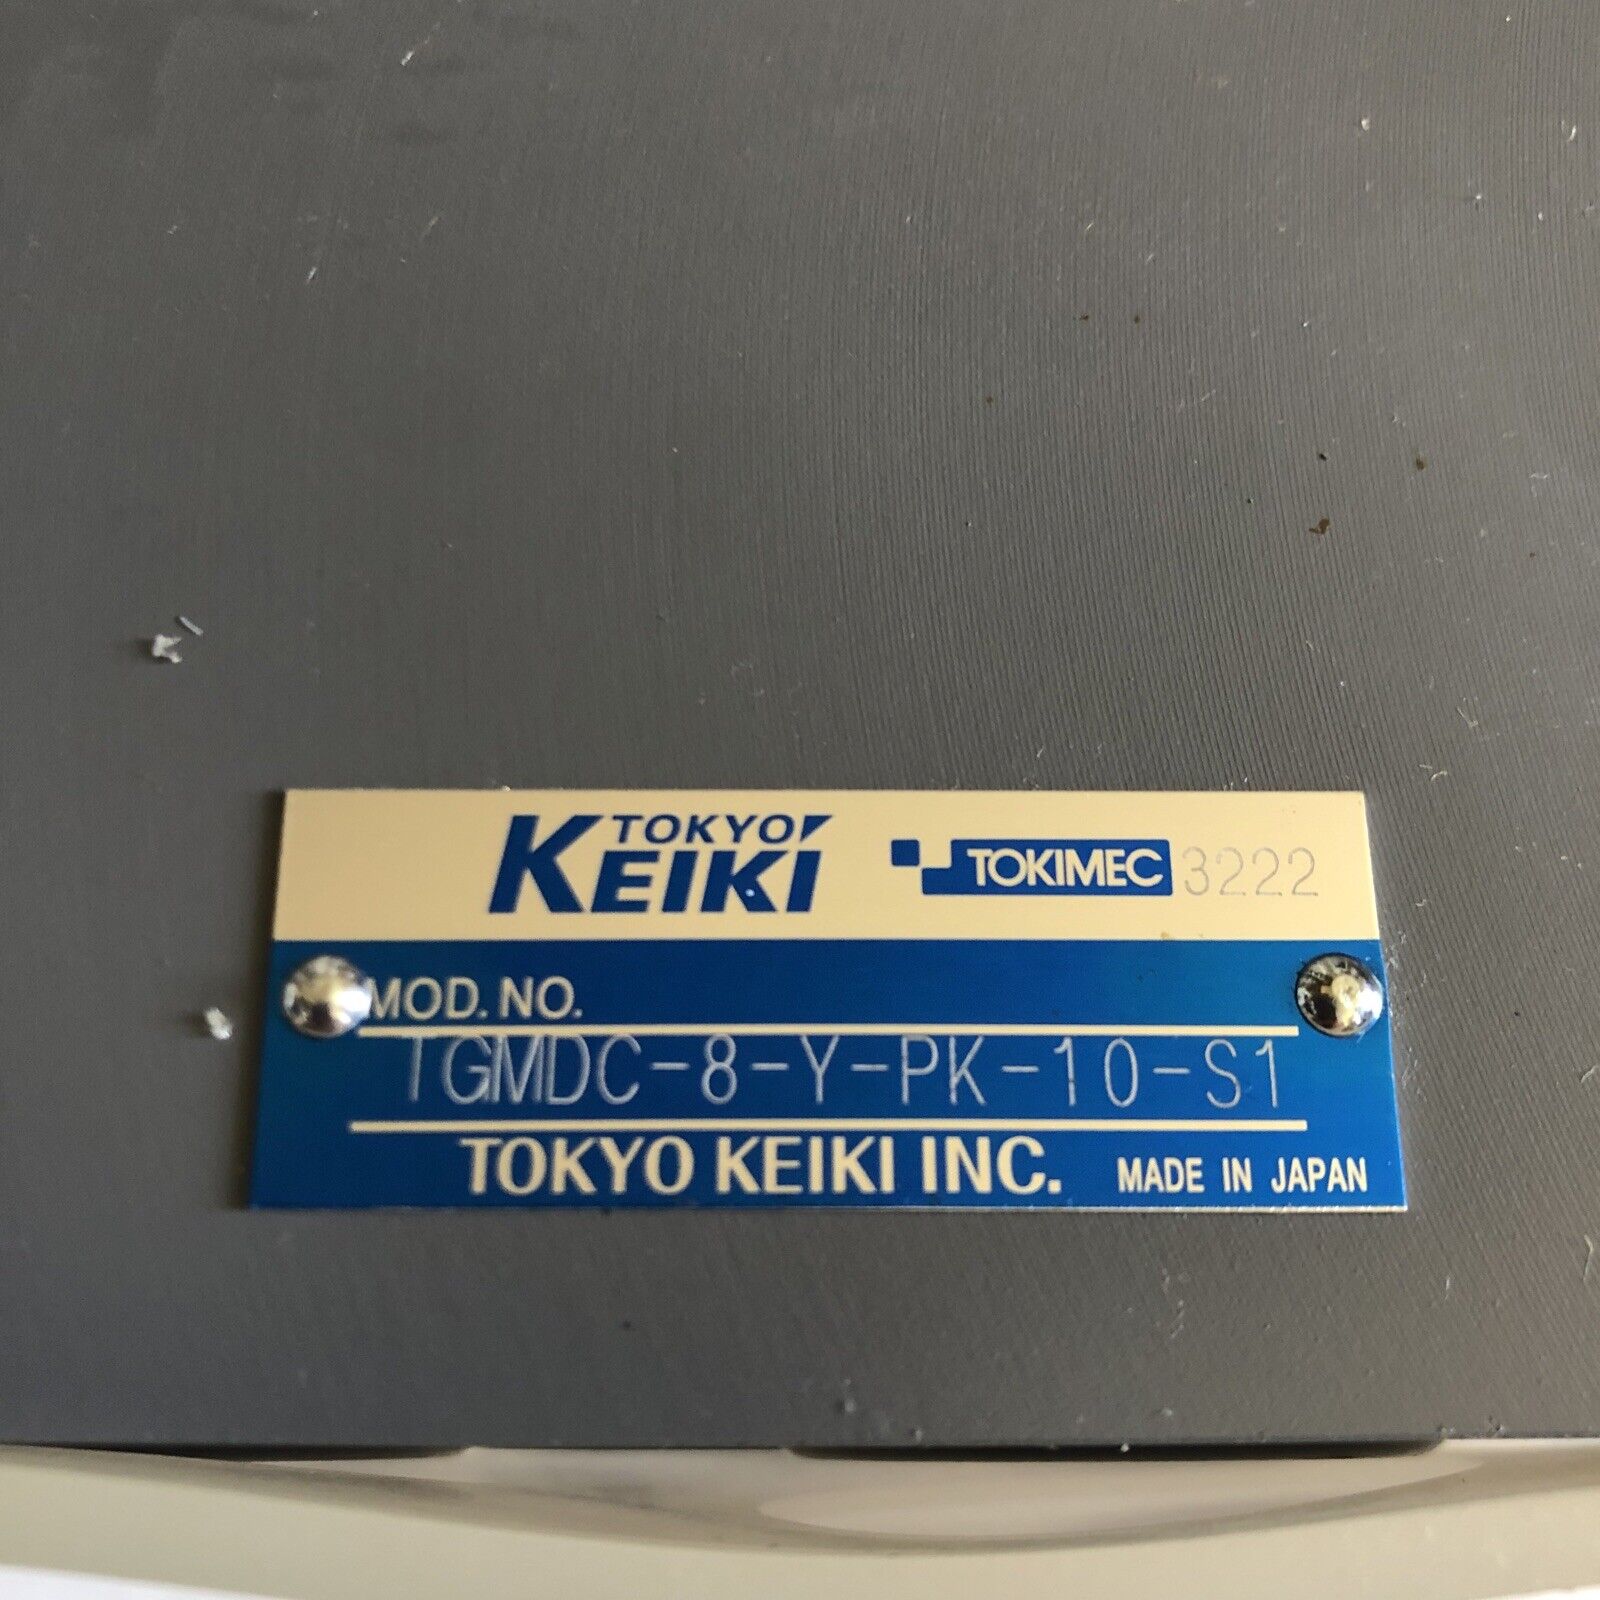 TOKYO KEIKI TOKIMEC 3222
MOD. NO.
TGMDC-8-Y-PK-10-S1
TOKYO KEIKI INC. MADE IN JAPAN